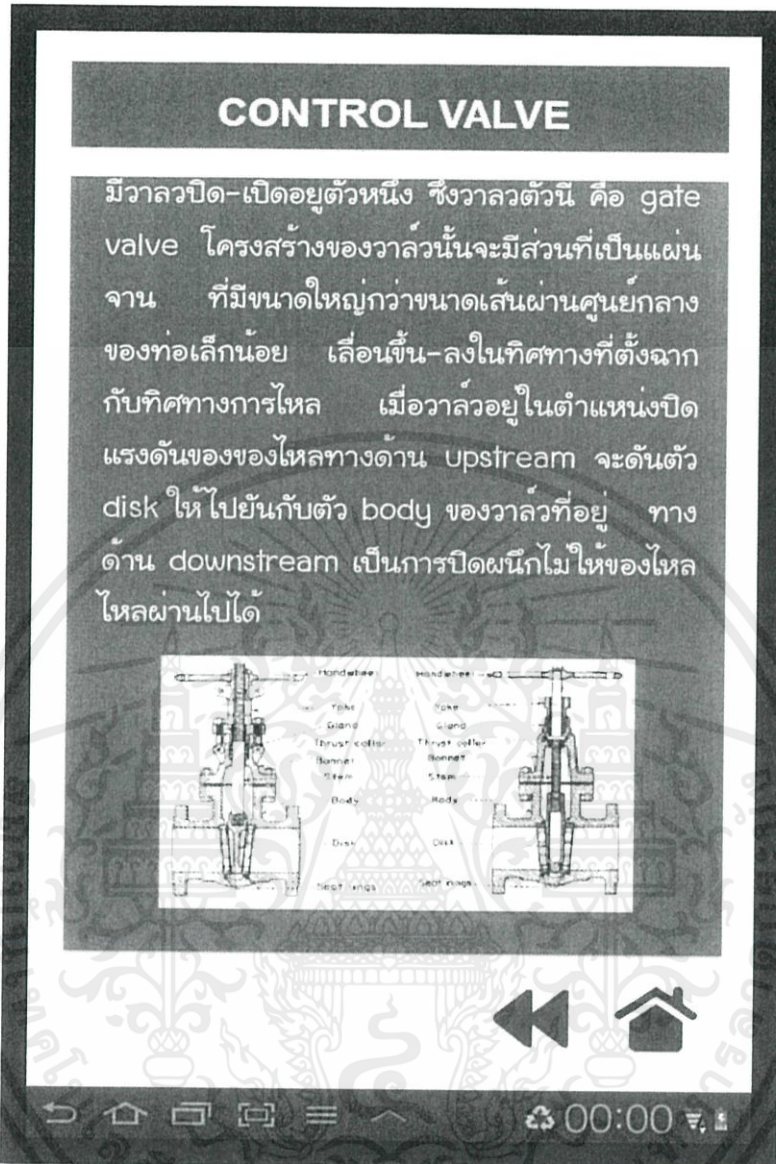 CONTROL VALVE
มีวาลวปิด-เปิดอยู่ตัวหนึ่ง ซึ่งวาลวตัวนี้ คือ gate
valve โครงสร้างของวาล์วนั้นจะมีส่วนที่เป็นแผ่น
จาน ที่มีขนาดใหญ่กว่าขนาดเส้นผ่านศูนย์กลาง
ของท่อเล็กน้อย เลื่อนขึ้น-ลงในทิศทางที่ตั้งฉาก
กับทิศทางการไหล เมื่อวาล์วอยู่ในตำแหน่งปิด
แรงดันของของไหลทางด้าน upstream จะดันตัว
disk ให้ไปยันกับตัว body ของวาล์วที่อยู่ ทาง
ด้าน downstream เป็นการปิดผนึกไม่ให้ของไหล
ไหลผ่านไปได้
Handwheel Handwheel
Yoke Yoke
Gland Gland
Thrust collar Thrust collar
Bonnet Bonnet
Stem Stem
Body Body
Disk Disk
Seat rings Seat rings
00:00